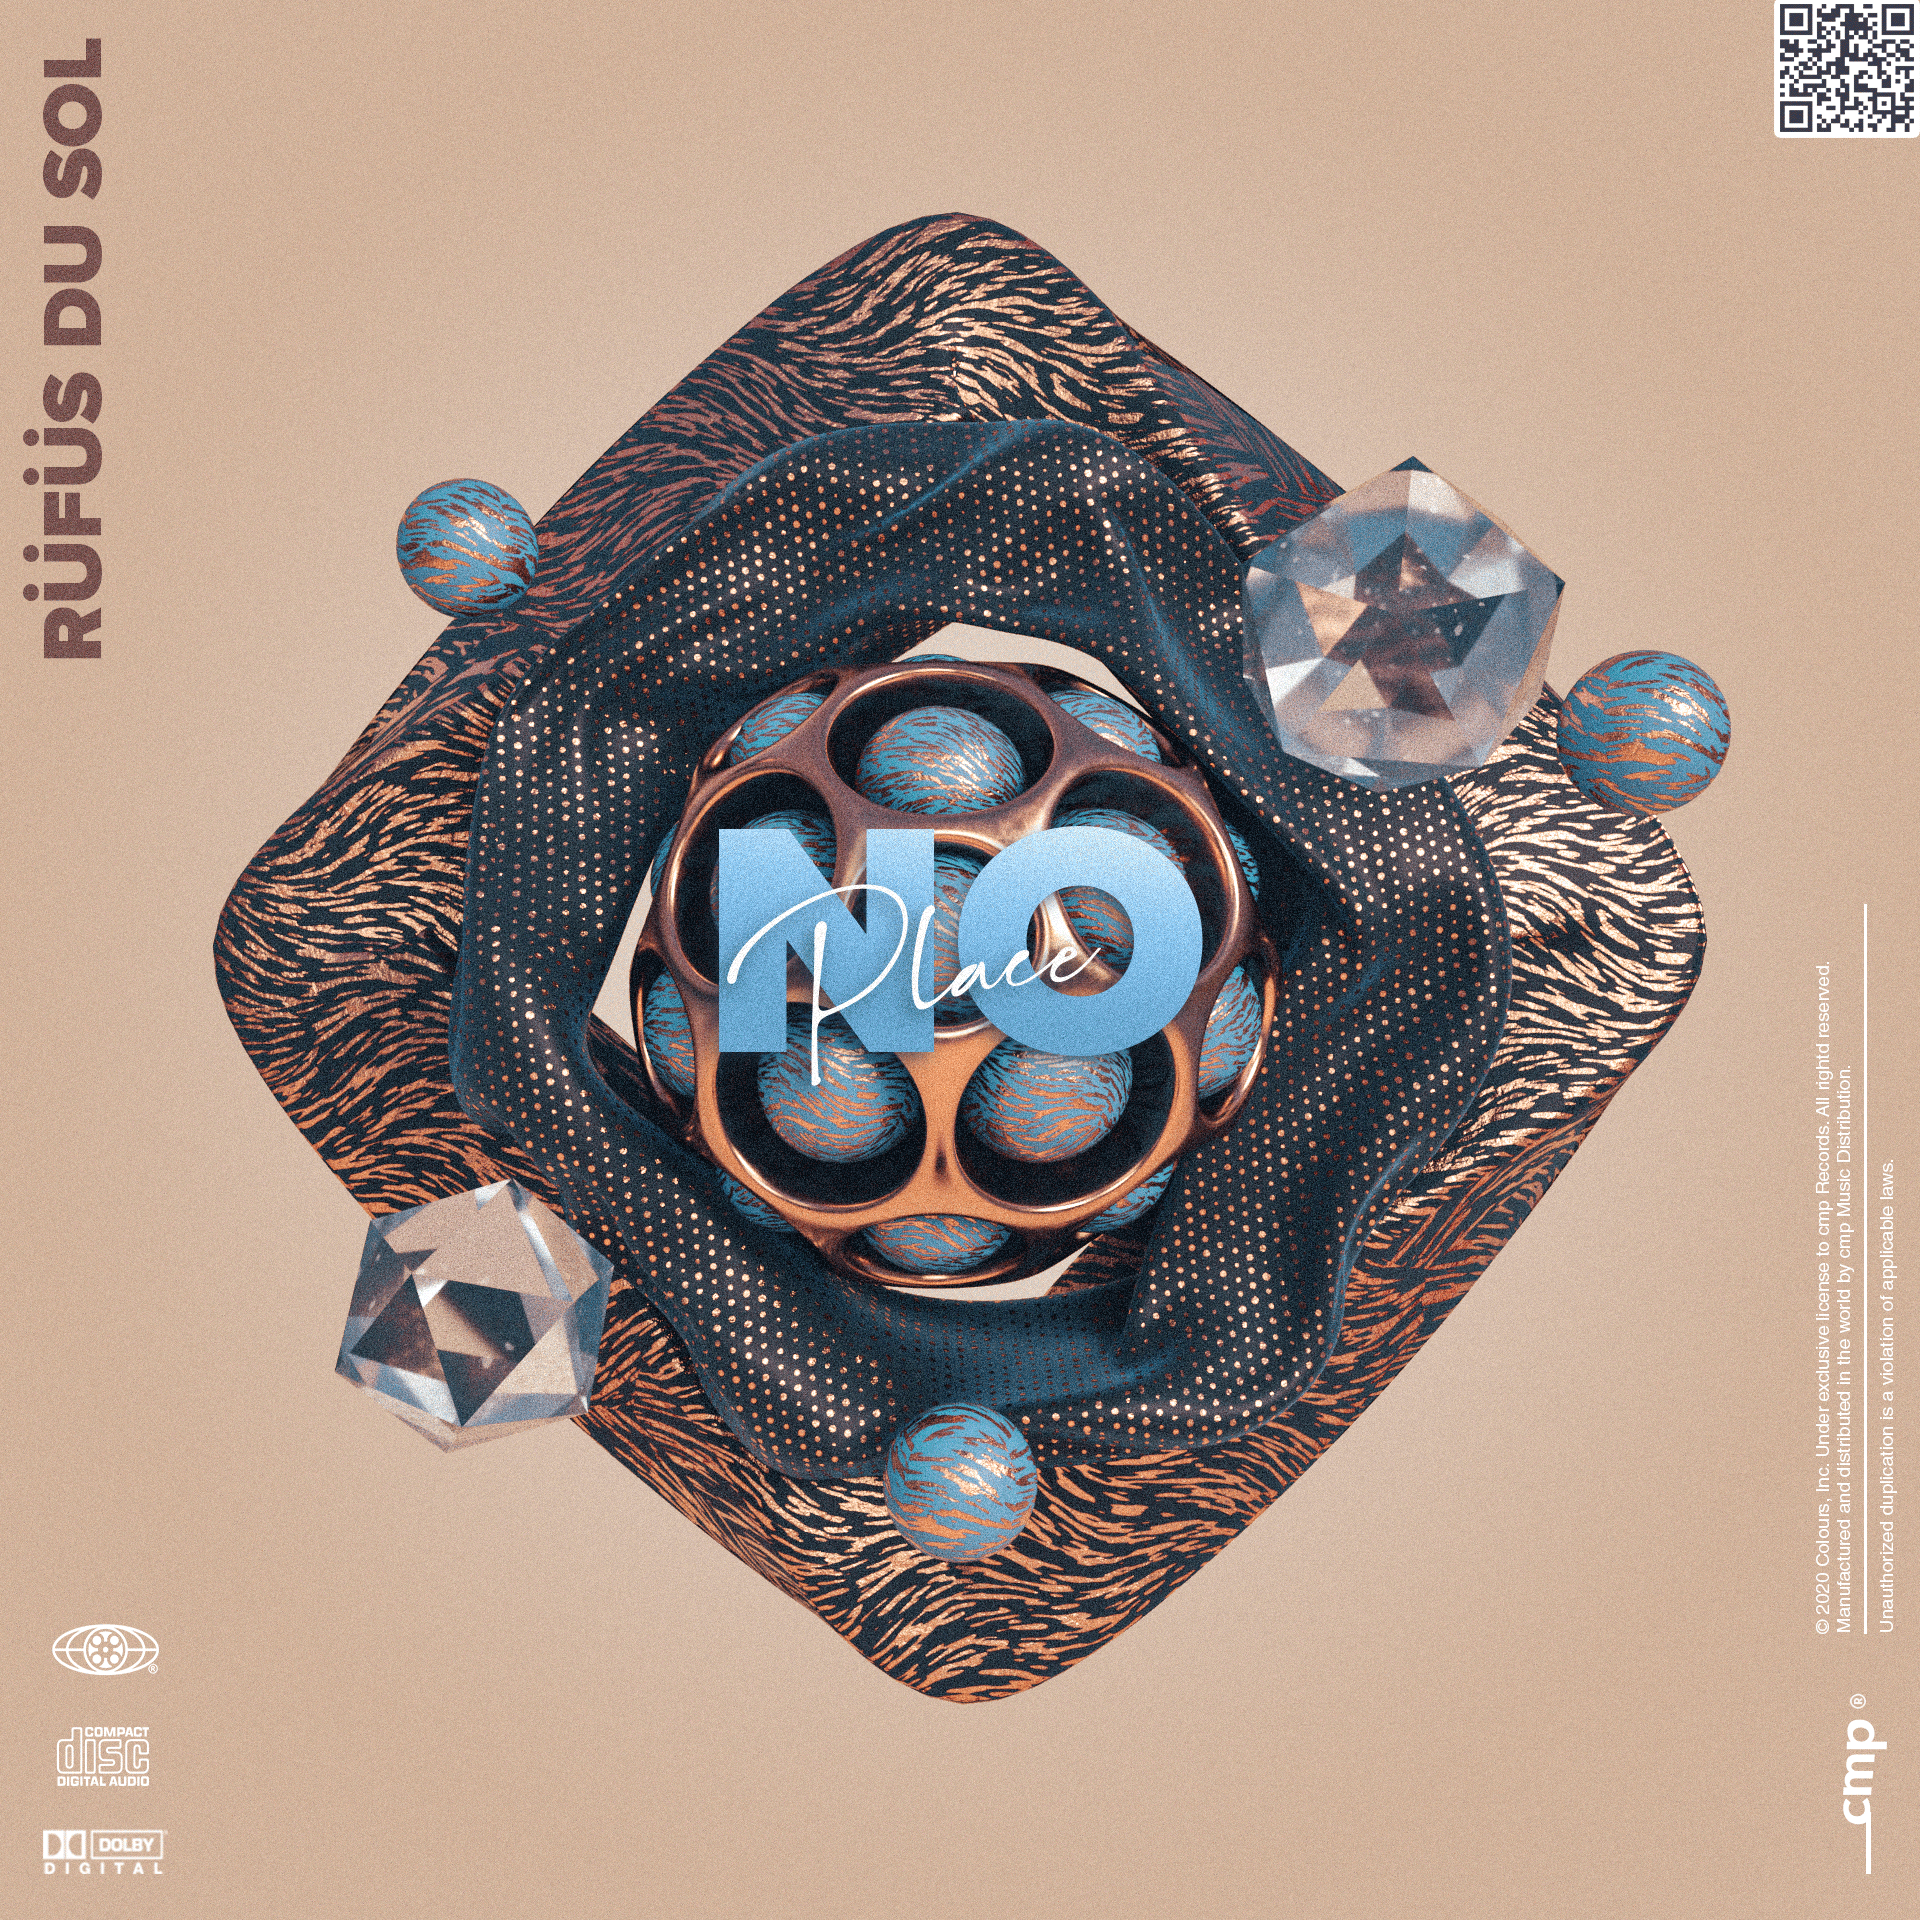 RÜFÜS DU SOL
NO
Place
© 2020 Colours, Inc. Under exclusive license to cmp Records. All rightd reserved.
Manufactured and distributed in the world by cmp Music Distribution.
Unauthorized duplication is a violation of applicable laws.
cmp ®
®
COMPACT
disc
DIGITAL AUDIO
DOLBY
DIGITAL